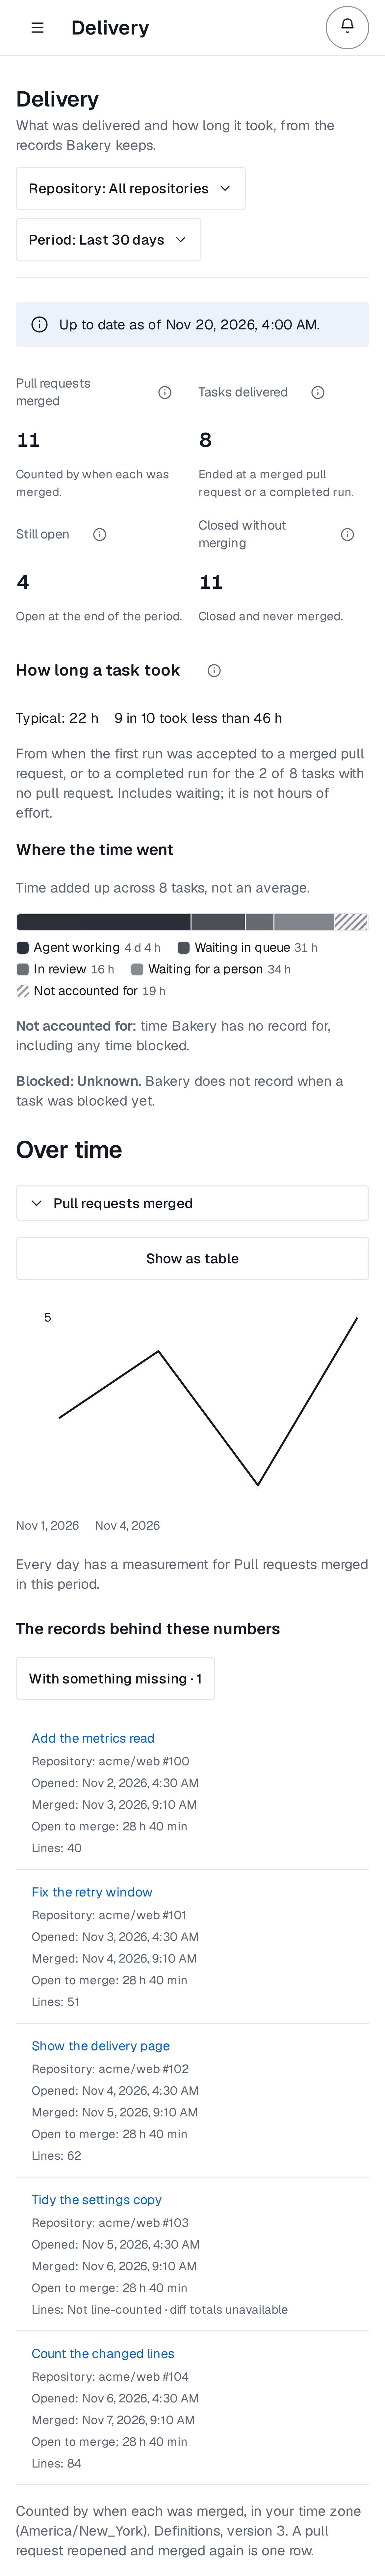 Delivery
Delivery
What was delivered and how long it took, from the
records Bakery keeps.
Repository: All repositories
Period: Last 30 days
Up to date as of Nov 20, 2026, 4:00 AM.
Pull requests
merged
Tasks delivered
11
8
Counted by when each was
merged.
Ended at a merged pull
request or a completed run.
Still open
Closed without
merging
4
11
Open at the end of the period.
Closed and never merged.
How long a task took
Typical: 22 h 9 in 10 took less than 46 h
From when the first run was accepted to a merged pull
request, or to a completed run for the 2 of 8 tasks with
no pull request. Includes waiting; it is not hours of
effort.
Where the time went
Time added up across 8 tasks, not an average.
Agent working 4 d 4 h Waiting in queue 31 h
In review 16 h Waiting for a person 34 h
Not accounted for 19 h
Not accounted for: time Bakery has no record for,
including any time blocked.
Blocked: Unknown. Bakery does not record when a
task was blocked yet.
Over time
Pull requests merged
Show as table
5
Nov 1, 2026 Nov 4, 2026
Every day has a measurement for Pull requests merged
in this period.
The records behind these numbers
With something missing · 1
Add the metrics read
Repository: acme/web #100
Opened: Nov 2, 2026, 4:30 AM
Merged: Nov 3, 2026, 9:10 AM
Open to merge: 28 h 40 min
Lines: 40
Fix the retry window
Repository: acme/web #101
Opened: Nov 3, 2026, 4:30 AM
Merged: Nov 4, 2026, 9:10 AM
Open to merge: 28 h 40 min
Lines: 51
Show the delivery page
Repository: acme/web #102
Opened: Nov 4, 2026, 4:30 AM
Merged: Nov 5, 2026, 9:10 AM
Open to merge: 28 h 40 min
Lines: 62
Tidy the settings copy
Repository: acme/web #103
Opened: Nov 5, 2026, 4:30 AM
Merged: Nov 6, 2026, 9:10 AM
Open to merge: 28 h 40 min
Lines: Not line-counted · diff totals unavailable
Count the changed lines
Repository: acme/web #104
Opened: Nov 6, 2026, 4:30 AM
Merged: Nov 7, 2026, 9:10 AM
Open to merge: 28 h 40 min
Lines: 84
Counted by when each was merged, in your time zone
(America/New_York). Definitions, version 3. A pull
request reopened and merged again is one row.